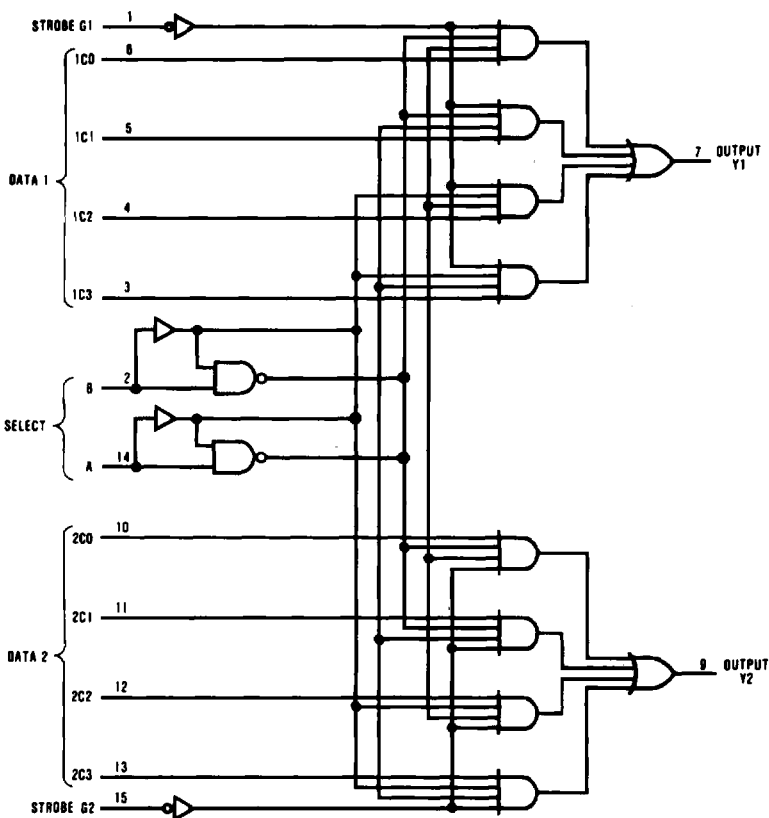 STROBE G1 1
1C0 6
1C1 5
DATA 1
7 OUTPUT Y1
1C2 4
1C3 3
B 2
SELECT
A 14
2C0 10
2C1 11
DATA 2
9 OUTPUT Y2
2C2 12
2C3 13
STROBE G2 15